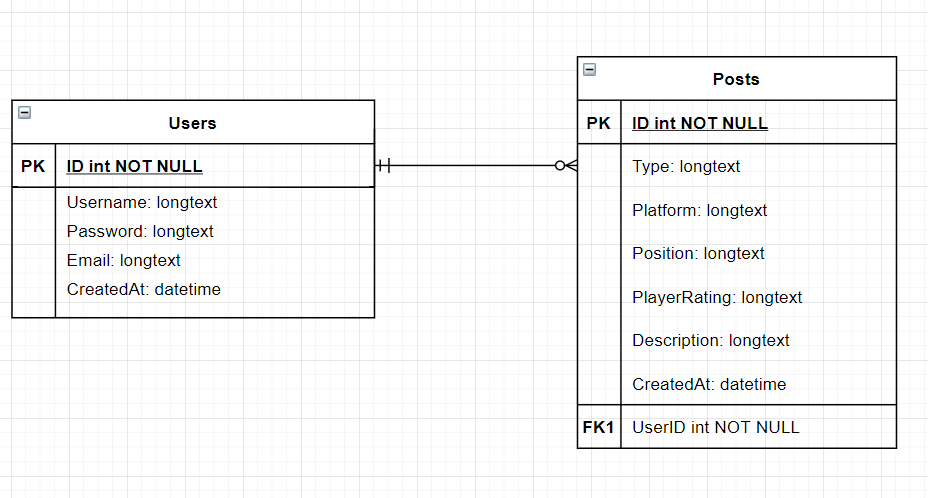 Users
PK ID int NOT NULL
Username: longtext
Password: longtext
Email: longtext
CreatedAt: datetime
Posts
PK ID int NOT NULL
Type: longtext
Platform: longtext
Position: longtext
PlayerRating: longtext
Description: longtext
CreatedAt: datetime
FK1 UserID int NOT NULL